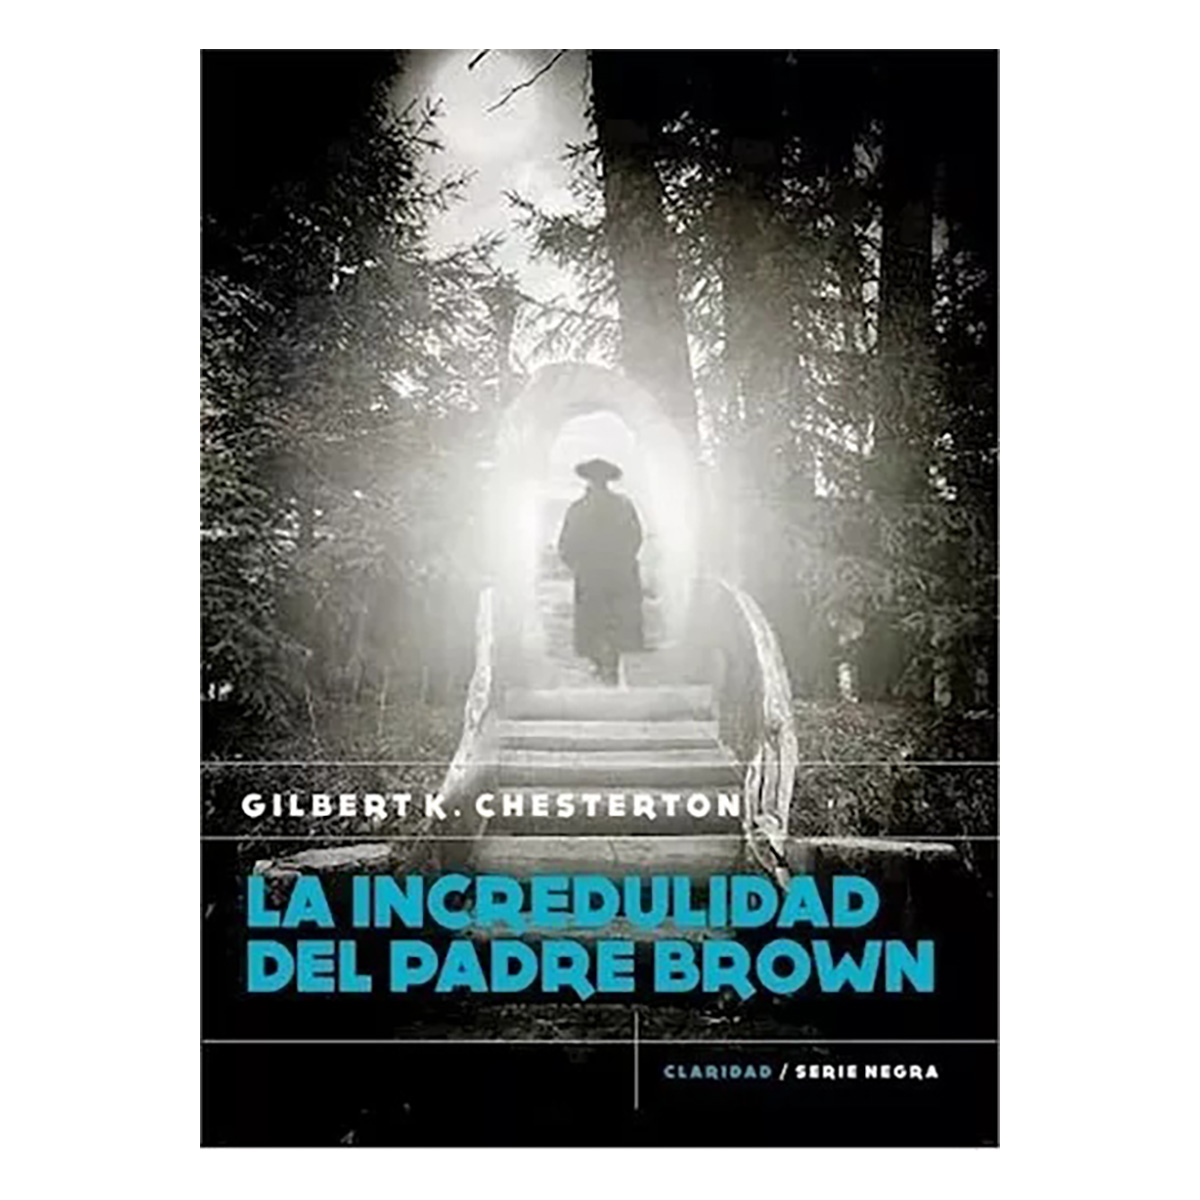 GILBERT K. CHESTERTON
LA INCREDULIDAD
DEL PADRE BROWN
CLARIDAD / SERIE NEGRA